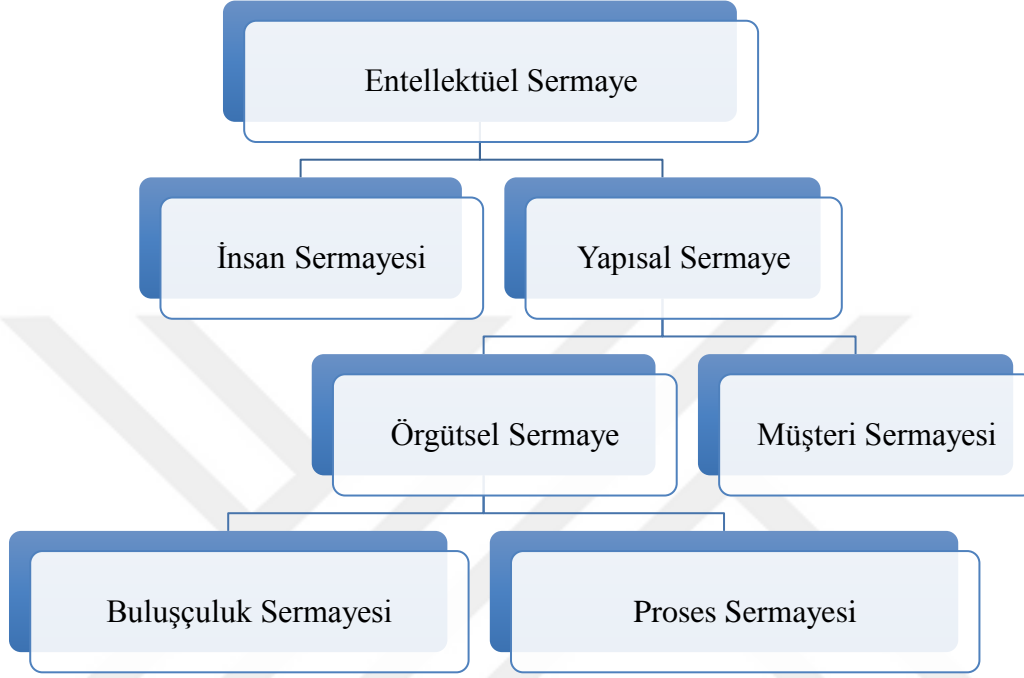 Entellektüel Sermaye
İnsan Sermayesi
Yapısal Sermaye
Örgütsel Sermaye
Müşteri Sermayesi
Buluşçuluk Sermayesi
Proses Sermayesi